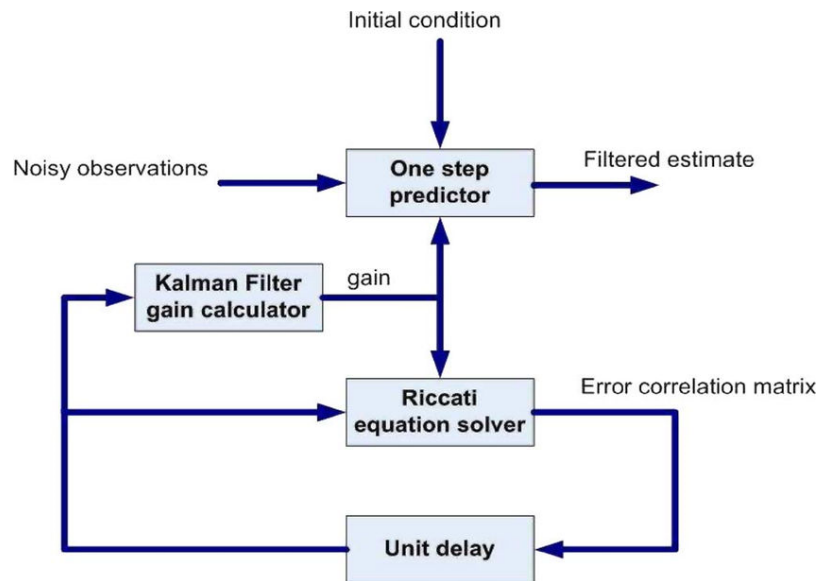 Initial condition
Noisy observations
One step
predictor
Filtered estimate
Kalman Filter
gain calculator
gain
Riccati
equation solver
Error correlation matrix
Unit delay